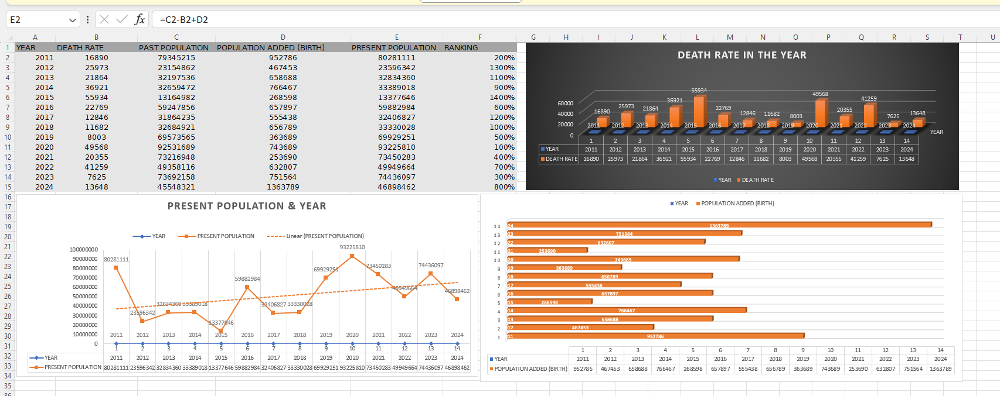 E2 fx =C2-B2+D2
A B C D E F G H I J K L M N O P Q R S T U
1 YEAR DEATH RATE PAST POPULATION POPULATION ADDED (BIRTH) PRESENT POPULATION RANKING
2 2011 16890 79345215 952786 80281111 200%
3 2012 25973 23154862 467453 23596342 1300%
4 2013 21864 32197536 658688 32834360 1100%
5 2014 36921 32659472 766467 33389018 900%
6 2015 55934 13164982 268598 13377646 1400%
7 2016 22769 59247856 657897 59882984 600%
8 2017 12846 31864235 555438 32406827 1200%
9 2018 11682 32684921 656789 33330028 1000%
10 2019 8003 69573565 363689 69929251 500%
11 2020 49568 92531689 743689 93225810 100%
12 2021 20355 73216948 253690 73450283 400%
13 2022 41259 49358116 632807 49949664 700%
14 2023 7625 73692158 751564 74436097 300%
15 2024 13648 45548321 1363789 46898462 800%
16
17
18
19
20
21
22
23
24
25
26
27
28
29
30
31
32
33
34
35
36
DEATH RATE IN THE YEAR
60000
40000
20000
0
16890 25973 21864 36921 55934 22769 12846 11682 8003 49568 20355 41259 7625 13648
2011 2012 2013 2014 2015 2016 2017 2018 2019 2020 2021 2022 2023 2024
YEAR
1 2 3 4 5 6 7 8 9 10 11 12 13 14
YEAR 2011 2012 2013 2014 2015 2016 2017 2018 2019 2020 2021 2022 2023 2024
DEATH RATE 16890 25973 21864 36921 55934 22769 12846 11682 8003 49568 20355 41259 7625 13648
YEAR DEATH RATE
PRESENT POPULATION & YEAR
YEAR PRESENT POPULATION Linear (PRESENT POPULATION)
100000000
90000000
80000000
70000000
60000000
50000000
40000000
30000000
20000000
10000000
0
80281111 23596342 32834360 33389018 13377646 59882984 32406827 33330028 69929251 93225810 73450283 49949664 74436097 46898462
2011 2012 2013 2014 2015 2016 2017 2018 2019 2020 2021 2022 2023 2024
1 2 3 4 5 6 7 8 9 10 11 12 13 14
YEAR 2011 2012 2013 2014 2015 2016 2017 2018 2019 2020 2021 2022 2023 2024
PRESENT POPULATION 80281111 23596342 32834360 33389018 13377646 59882984 32406827 33330028 69929251 93225810 73450283 49949664 74436097 46898462
YEAR POPULATION ADDED (BIRTH)
14 24 1363789
13 23 751564
12 22 632807
11 21 253690
10 20 743689
9 19 363689
8 18 656789
7 17 555438
6 16 657897
5 15 268598
4 14 766467
3 13 658688
2 12 467453
1 11 952786
1 2 3 4 5 6 7 8 9 10 11 12 13 14
YEAR 2011 2012 2013 2014 2015 2016 2017 2018 2019 2020 2021 2022 2023 2024
POPULATION ADDED (BIRTH) 952786 467453 658688 766467 268598 657897 555438 656789 363689 743689 253690 632807 751564 1363789